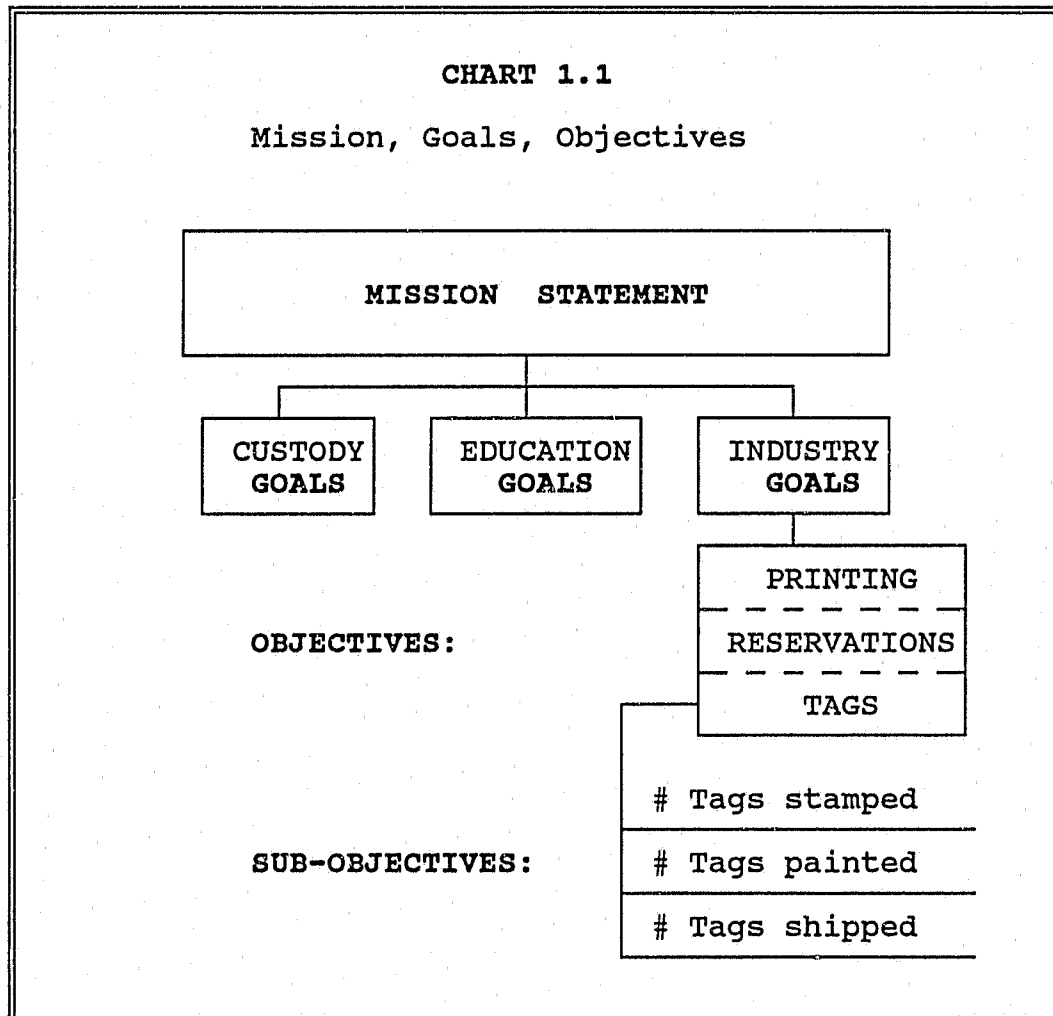 CHART 1.1
Mission, Goals, Objectives
MISSION STATEMENT
CUSTODY
GOALS
EDUCATION
GOALS
INDUSTRY
GOALS
PRINTING
OBJECTIVES:
RESERVATIONS
TAGS
# Tags stamped
SUB-OBJECTIVES:
# Tags painted
# Tags shipped